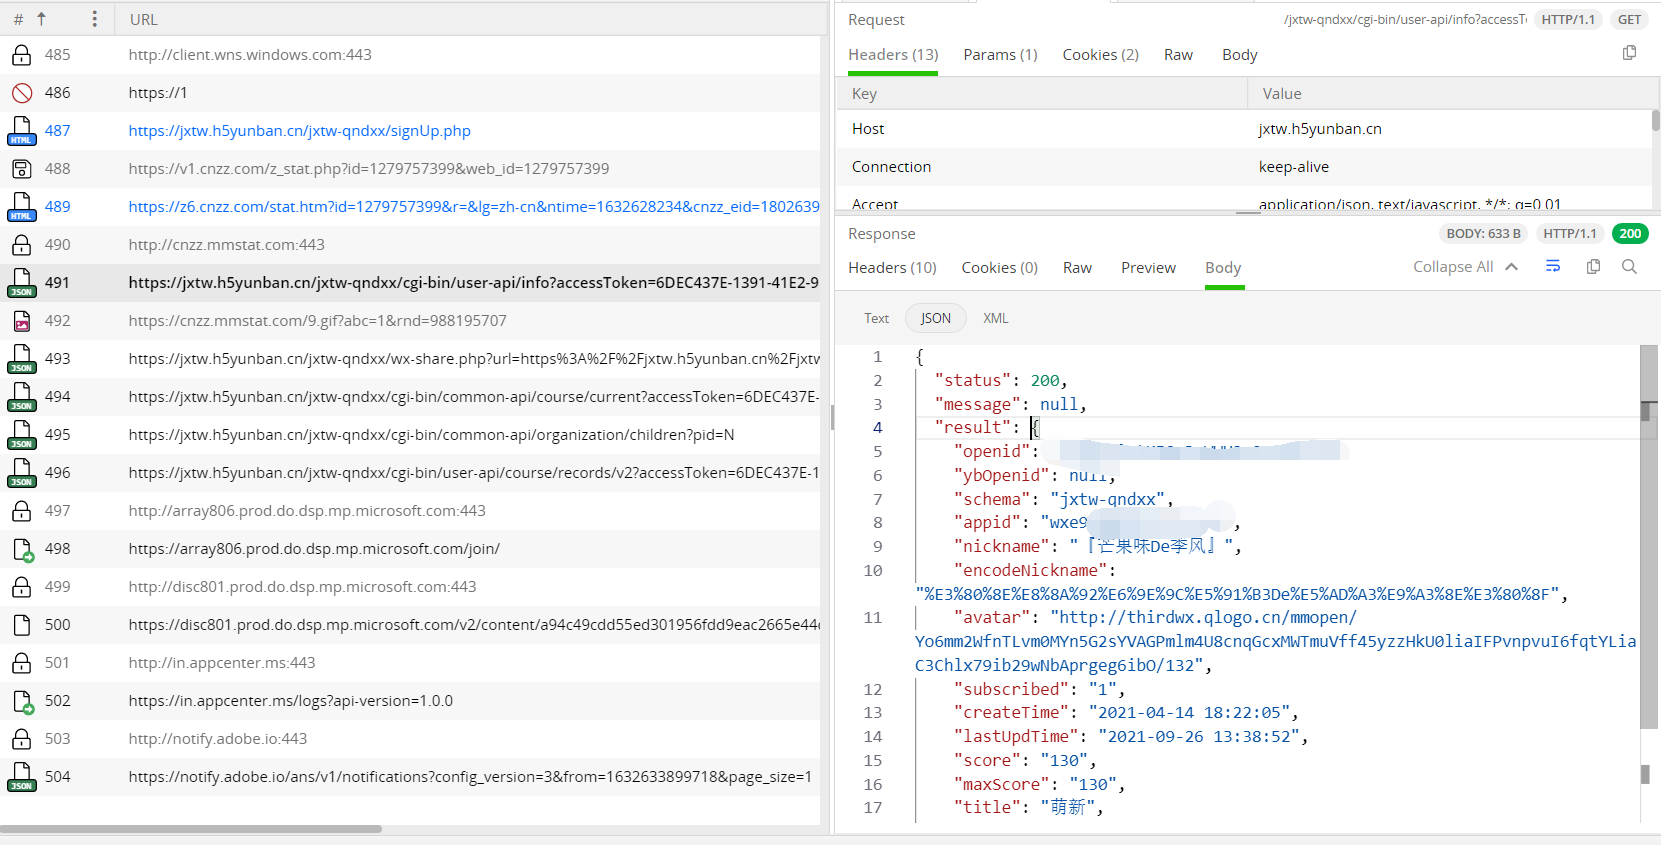 # ↑ ⋮ URL
485 http://client.wns.windows.com:443
486 https://1
HTML 487 https://jxtw.h5yunban.cn/jxtw-qndxx/signUp.php
488 https://v1.cnzz.com/z_stat.php?id=1279757399&web_id=1279757399
HTML 489 https://z6.cnzz.com/stat.htm?id=1279757399&r=&lg=zh-cn&ntime=1632628234&cnzz_eid=1802639
490 http://cnzz.mmstat.com:443
JSON 491 https://jxtw.h5yunban.cn/jxtw-qndxx/cgi-bin/user-api/info?accessToken=6DEC437E-1391-41E2-9
492 https://cnzz.mmstat.com/9.gif?abc=1&rnd=988195707
JSON 493 https://jxtw.h5yunban.cn/jxtw-qndxx/wx-share.php?url=https%3A%2F%2Fjxtw.h5yunban.cn%2Fjxtw
JSON 494 https://jxtw.h5yunban.cn/jxtw-qndxx/cgi-bin/common-api/course/current?accessToken=6DEC437E-
JSON 495 https://jxtw.h5yunban.cn/jxtw-qndxx/cgi-bin/common-api/organization/children?pid=N
JSON 496 https://jxtw.h5yunban.cn/jxtw-qndxx/cgi-bin/user-api/course/records/v2?accessToken=6DEC437E-1
497 http://array806.prod.do.dsp.mp.microsoft.com:443
498 https://array806.prod.do.dsp.mp.microsoft.com/join/
499 http://disc801.prod.do.dsp.mp.microsoft.com:443
500 https://disc801.prod.do.dsp.mp.microsoft.com/v2/content/a94c49cdd55ed301956fdd9eac2665e44
501 http://in.appcenter.ms:443
502 https://in.appcenter.ms/logs?api-version=1.0.0
503 http://notify.adobe.io:443
JSON 504 https://notify.adobe.io/ans/v1/notifications?config_version=3&from=1632633899718&page_size=1
Request /jxtw-qndxx/cgi-bin/user-api/info?accessT HTTP/1.1 GET
Headers (13) Params (1) Cookies (2) Raw Body
Key Value
Host jxtw.h5yunban.cn
Connection keep-alive
Accept application/json, text/javascript, */*; q=0.01
Response BODY: 633 B HTTP/1.1 200
Headers (10) Cookies (0) Raw Preview Body Collapse All
Text JSON XML
1 {
2 "status": 200,
3 "message": null,
4 "result": {
5 "openid":
6 "ybOpenid": null,
7 "schema": "jxtw-qndxx",
8 "appid": "wxe9 ,
9 "nickname": "『芒果味De季风』",
10 "encodeNickname":
"%E3%80%8E%E8%8A%92%E6%9E%9C%E5%91%B3De%E5%AD%A3%E9%A3%8E%E3%80%8F",
11 "avatar": "http://thirdwx.qlogo.cn/mmopen/
Yo6mm2WfnTLvm0MYn5G2sYVAGPmlm4U8cnqGcxMWTmuVff45yzzHkU0liaIFPvnpvuI6fqtYLia
C3Chlx79ib29wNbAprgeg6ibO/132",
12 "subscribed": "1",
13 "createTime": "2021-04-14 18:22:05",
14 "lastUpdTime": "2021-09-26 13:38:52",
15 "score": "130",
16 "maxScore": "130",
17 "title": "萌新",